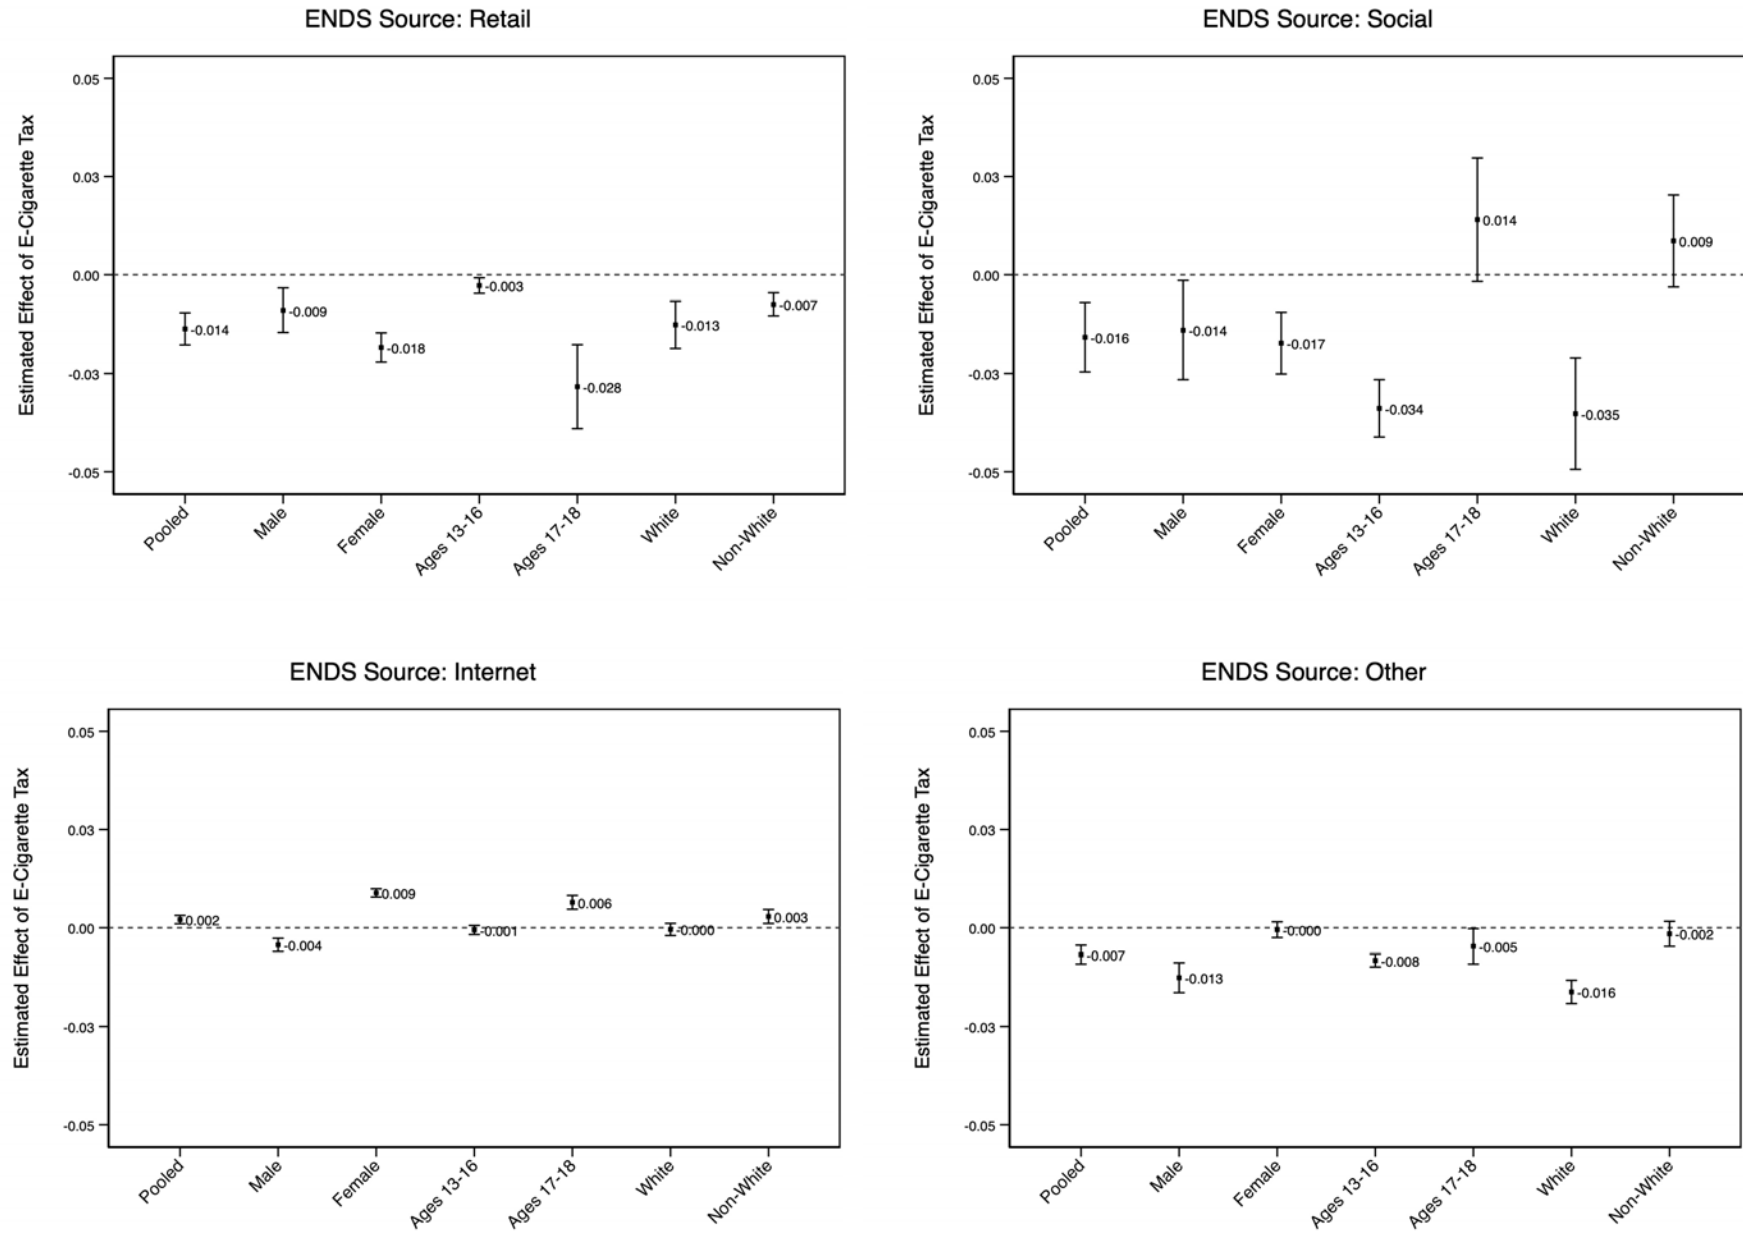 ENDS Source: Retail
Estimated Effect of E-Cigarette Tax
0.05
0.03
0.00
-0.03
-0.05
-0.014
-0.009
-0.018
-0.003
-0.028
-0.013
-0.007
Pooled
Male
Female
Ages 13-16
Ages 17-18
White
Non-White
ENDS Source: Social
Estimated Effect of E-Cigarette Tax
0.05
0.03
0.00
-0.03
-0.05
-0.016
-0.014
-0.017
-0.034
0.014
-0.035
0.009
Pooled
Male
Female
Ages 13-16
Ages 17-18
White
Non-White
ENDS Source: Internet
Estimated Effect of E-Cigarette Tax
0.05
0.03
0.00
-0.03
-0.05
0.002
-0.004
0.009
-0.001
0.006
-0.000
0.003
Pooled
Male
Female
Ages 13-16
Ages 17-18
White
Non-White
ENDS Source: Other
Estimated Effect of E-Cigarette Tax
0.05
0.03
0.00
-0.03
-0.05
-0.007
-0.013
-0.000
-0.008
-0.005
-0.016
-0.002
Pooled
Male
Female
Ages 13-16
Ages 17-18
White
Non-White